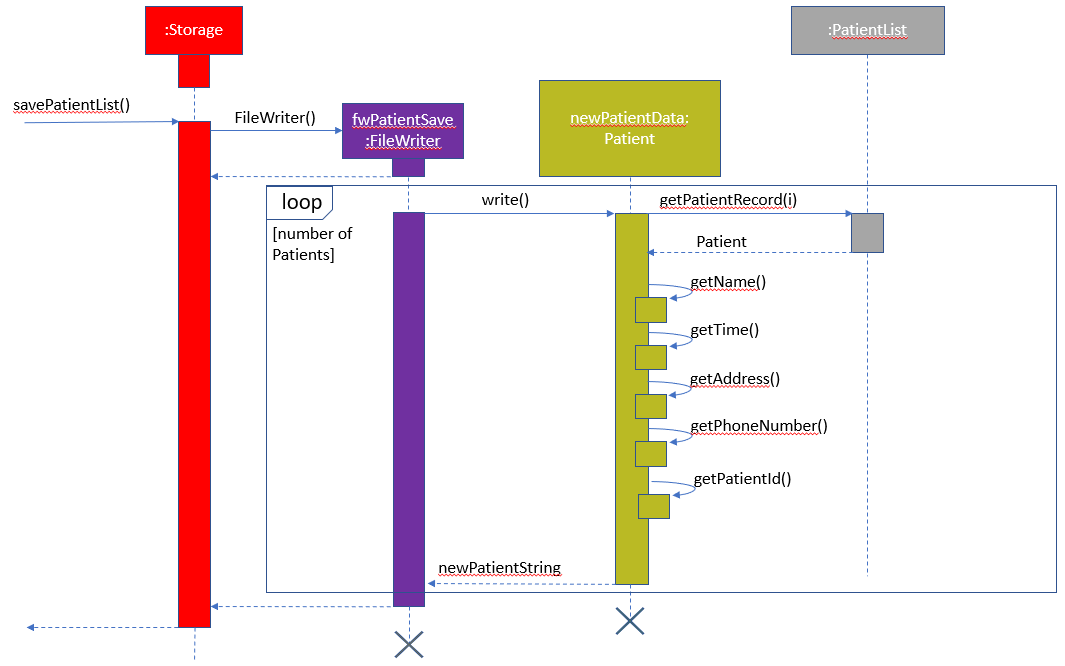 :Storage
:PatientList
savePatientList()
FileWriter()
fwPatientSave
:FileWriter
newPatientData:
Patient
loop
[number of
Patients]
write()
getPatientRecord(i)
Patient
getName()
getTime()
getAddress()
getPhoneNumber()
getPatientId()
newPatientString